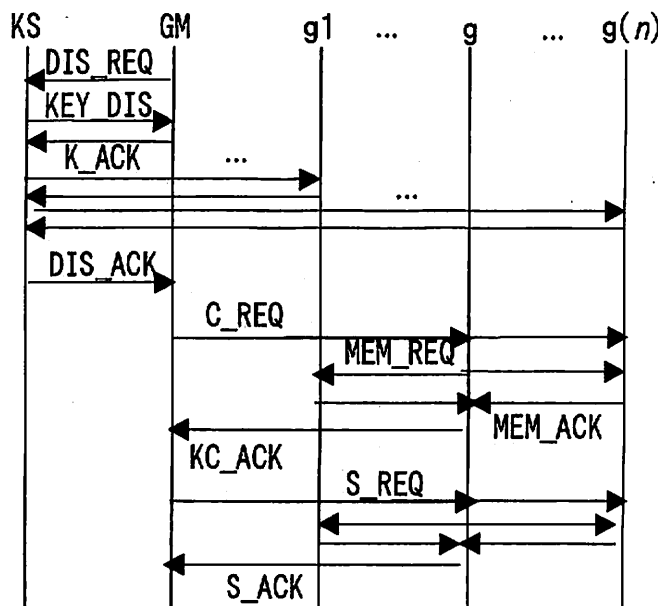 KS GM g1 ... g ... g(n)
DIS_REQ
KEY_DIS
K_ACK
...
...
DIS_ACK
C_REQ
MEM_REQ
MEM_ACK
KC_ACK
S_REQ
S_ACK